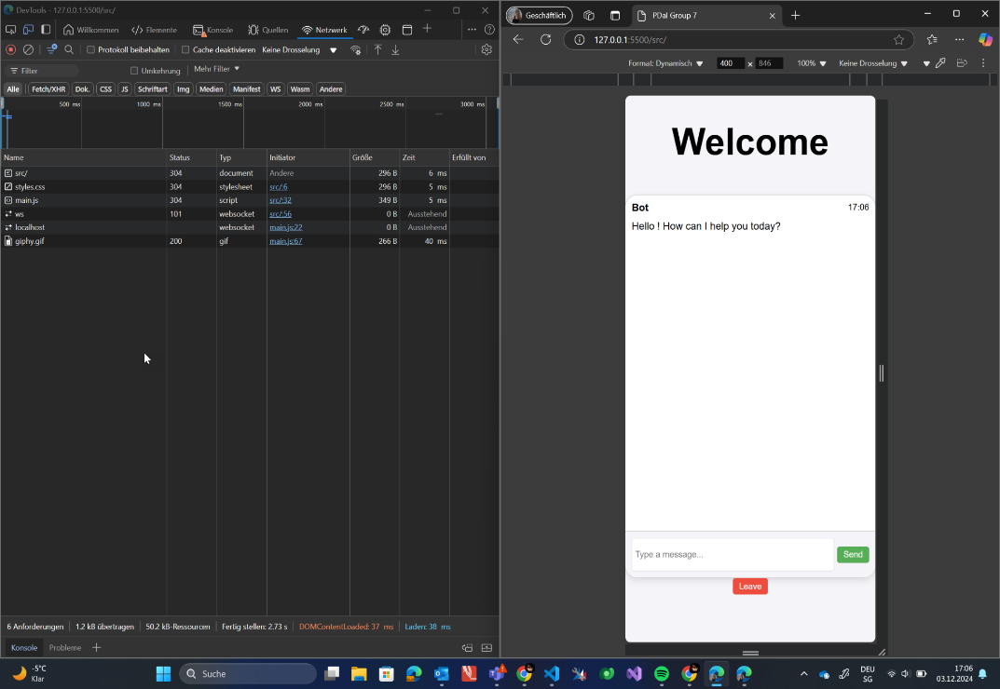 DevTools - 127.0.0.1:5500/src/
Willkommen
Elemente
Konsole
Quellen
Netzwerk
Protokoll beibehalten
Cache deaktivieren
Keine Drosselung
Filter
Umkehrung
Mehr Filter
Alle
Fetch/XHR
Dok.
CSS
JS
Schriftart
Img
Medien
Manifest
WS
Wasm
Andere
500 ms
1000 ms
1500 ms
2000 ms
2500 ms
3000 ms
Name Status Typ Initiator Größe Zeit Erfüllt von
src/ 304 document Andere 296 B 6 ms
styles.css 304 stylesheet src/:6 296 B 5 ms
main.js 304 script src/:32 349 B 5 ms
ws 101 websocket src/:56 0 B Ausstehend
localhost websocket main.js:22 0 B Ausstehend
giphy.gif 200 gif main.js:67 266 B 40 ms
6 Anforderungen
1.2 kB übertragen
50.2 kB-Ressourcen
Fertig stellen: 2.73 s
DOMContentLoaded: 37 ms
Laden: 38 ms
Konsole
Probleme
Geschäftlich
PDal Group 7
127.0.0.1:5500/src/
Format: Dynamisch
400 x 846
100%
Keine Drosselung
Welcome
Bot 17:06
Hello ! How can I help you today?
Type a message...
Send
Leave
-5°C
Klar
Suche
DEU
SG
17:06
03.12.2024